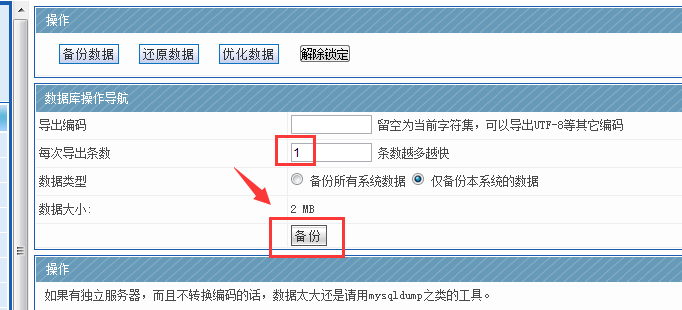 操作
备份数据 还原数据 优化数据 解除锁定
数据库操作导航
导出编码 留空为当前字符集，可以导出UTF-8等其它编码
每次导出条数 1 条数越多越快
数据类型 备份所有系统数据 仅备份本系统的数据
数据大小: 2 MB
备份
操作
如果有独立服务器，而且不转换编码的话，数据太大还是请用mysqldump之类的工具。